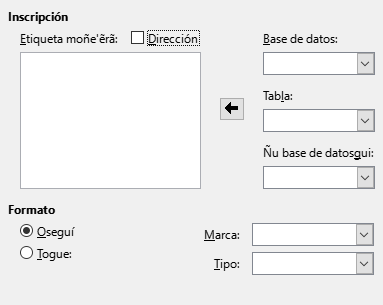 Inscripción
Etiqueta moñe'ẽrã:
Dirección
Base de datos:
Tabla:
Ñu base de datosgui:
Formato
Oseguí
Togue:
Marca:
Tipo: